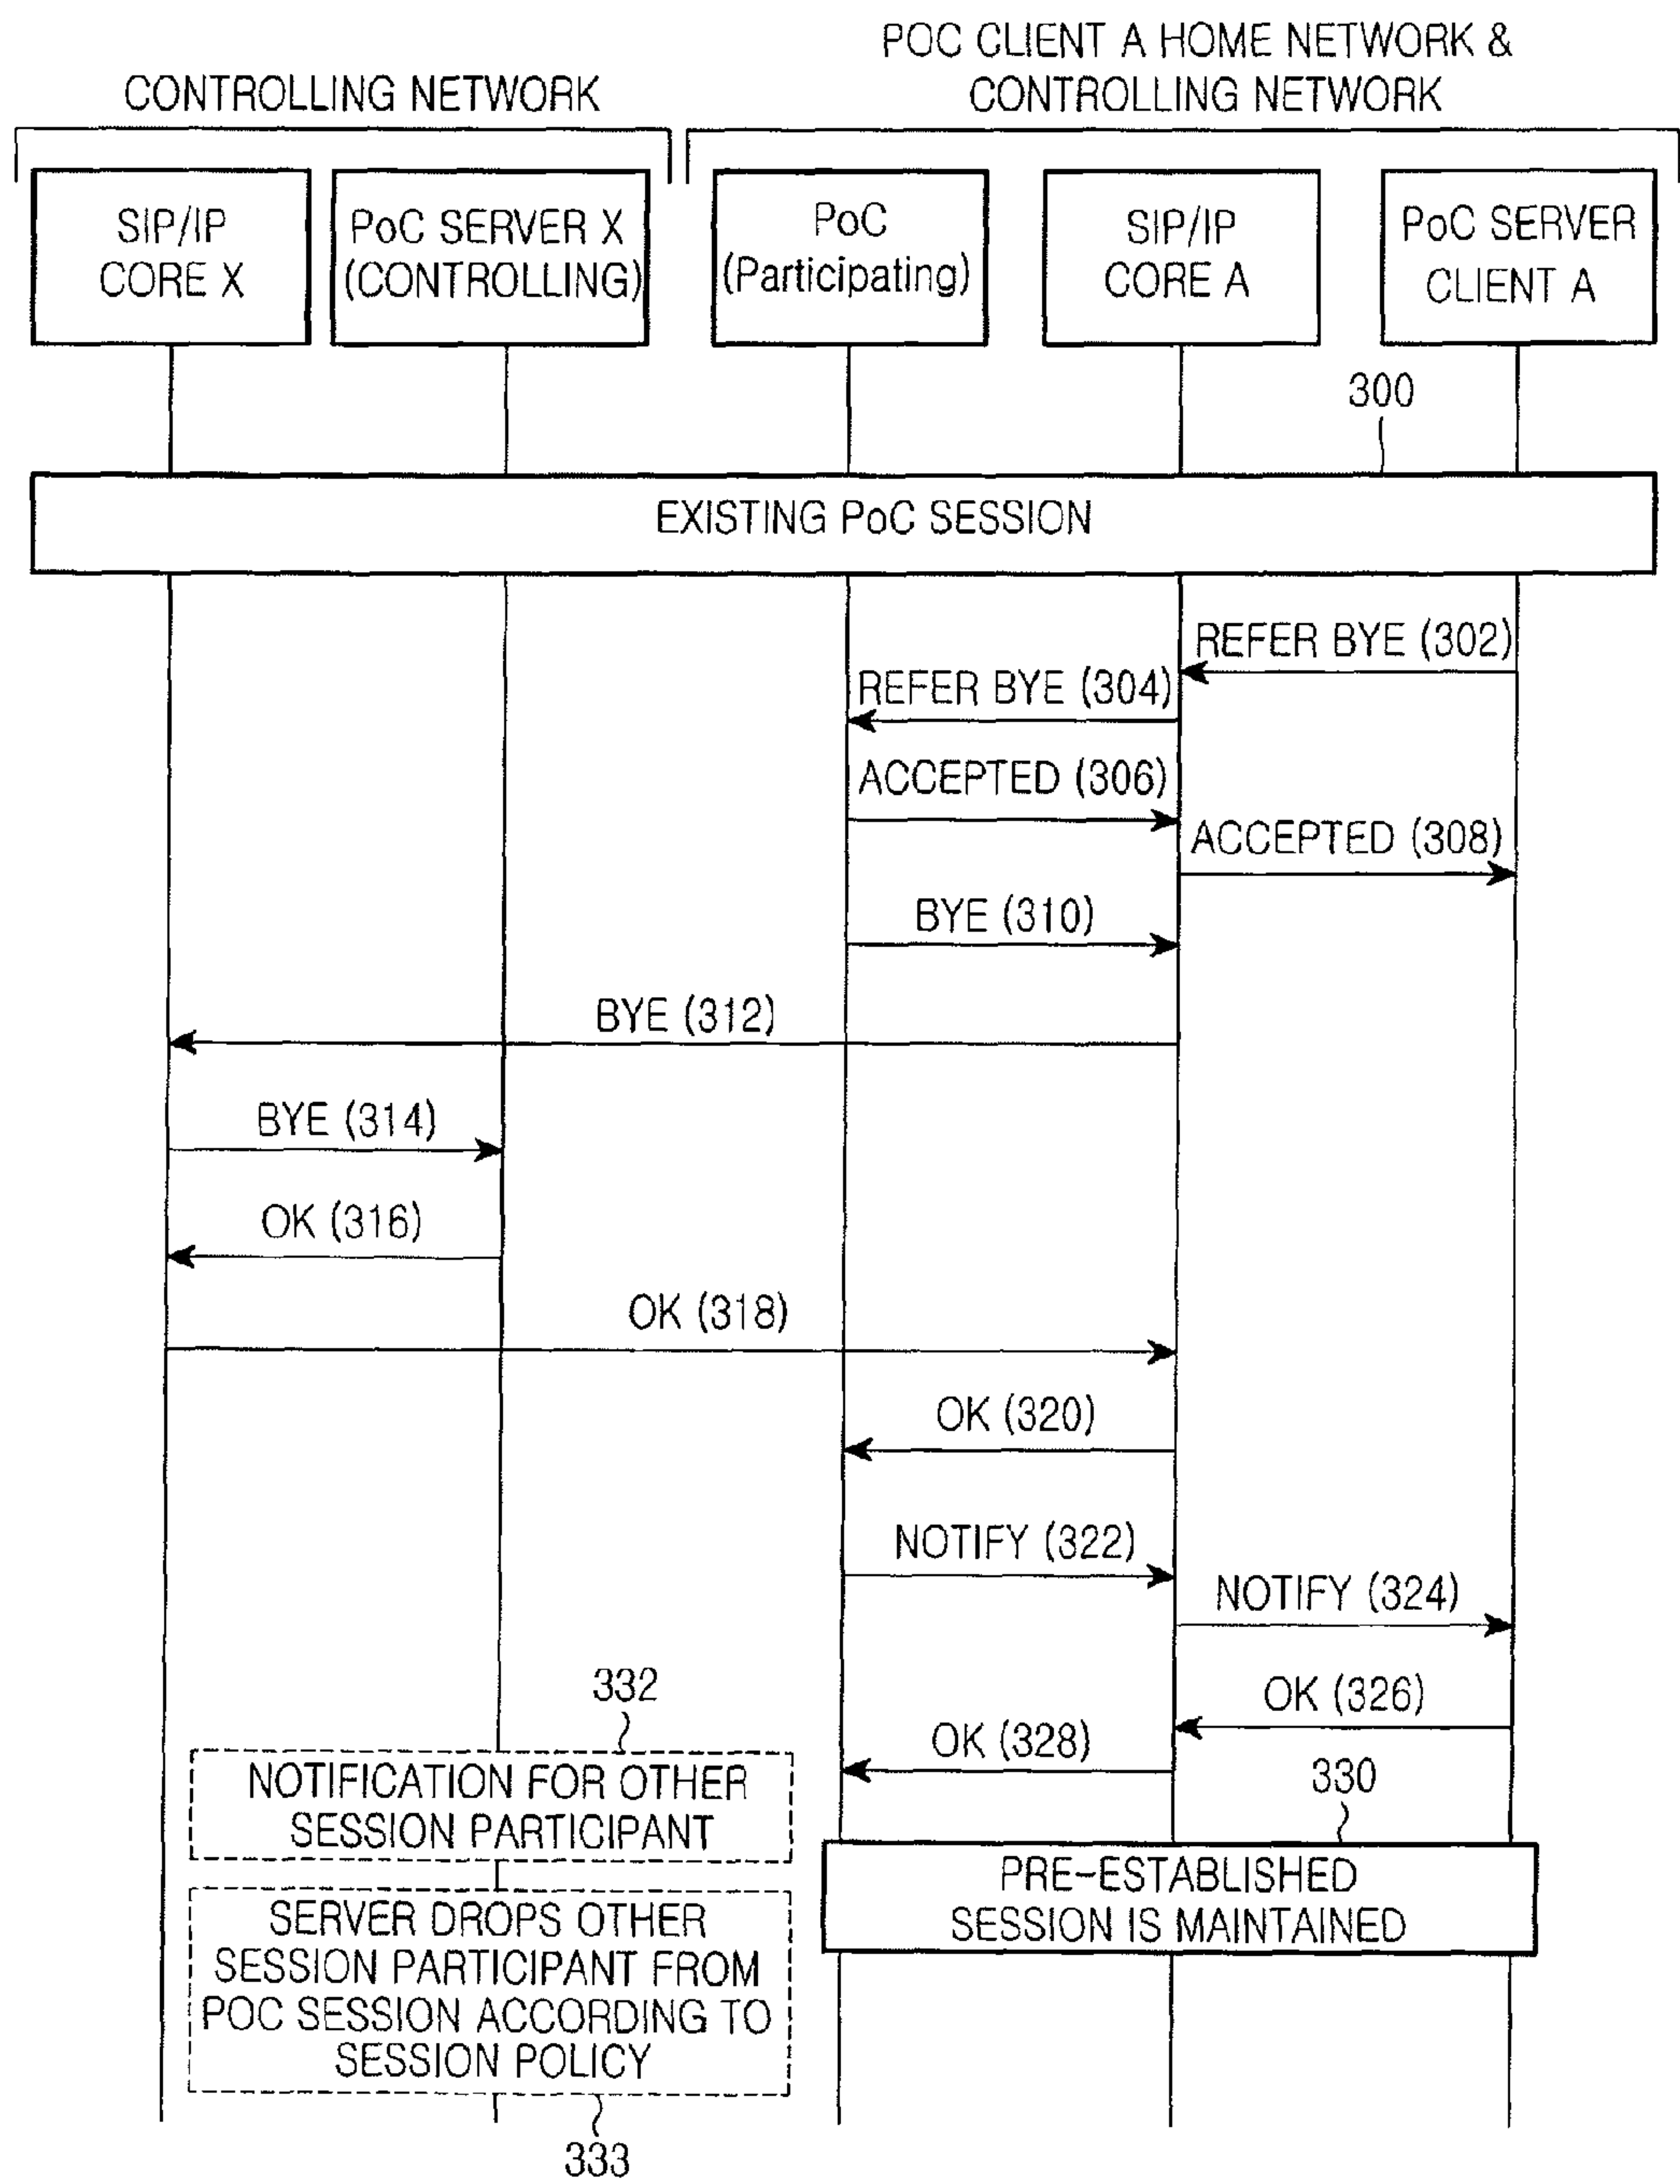 POC CLIENT A HOME NETWORK &
CONTROLLING NETWORK
CONTROLLING NETWORK
SIP/IP
CORE X
PoC SERVER X
(CONTROLLING)
PoC
(Participating)
SIP/IP
CORE A
PoC SERVER
CLIENT A
300
EXISTING PoC SESSION
REFER BYE (302)
REFER BYE (304)
ACCEPTED (306)
ACCEPTED (308)
BYE (310)
BYE (312)
BYE (314)
OK (316)
OK (318)
OK (320)
NOTIFY (322)
NOTIFY (324)
332
OK (326)
OK (328)
330
NOTIFICATION FOR OTHER
SESSION PARTICIPANT
PRE-ESTABLISHED
SESSION IS MAINTAINED
SERVER DROPS OTHER
SESSION PARTICIPANT FROM
POC SESSION ACCORDING TO
SESSION POLICY
333